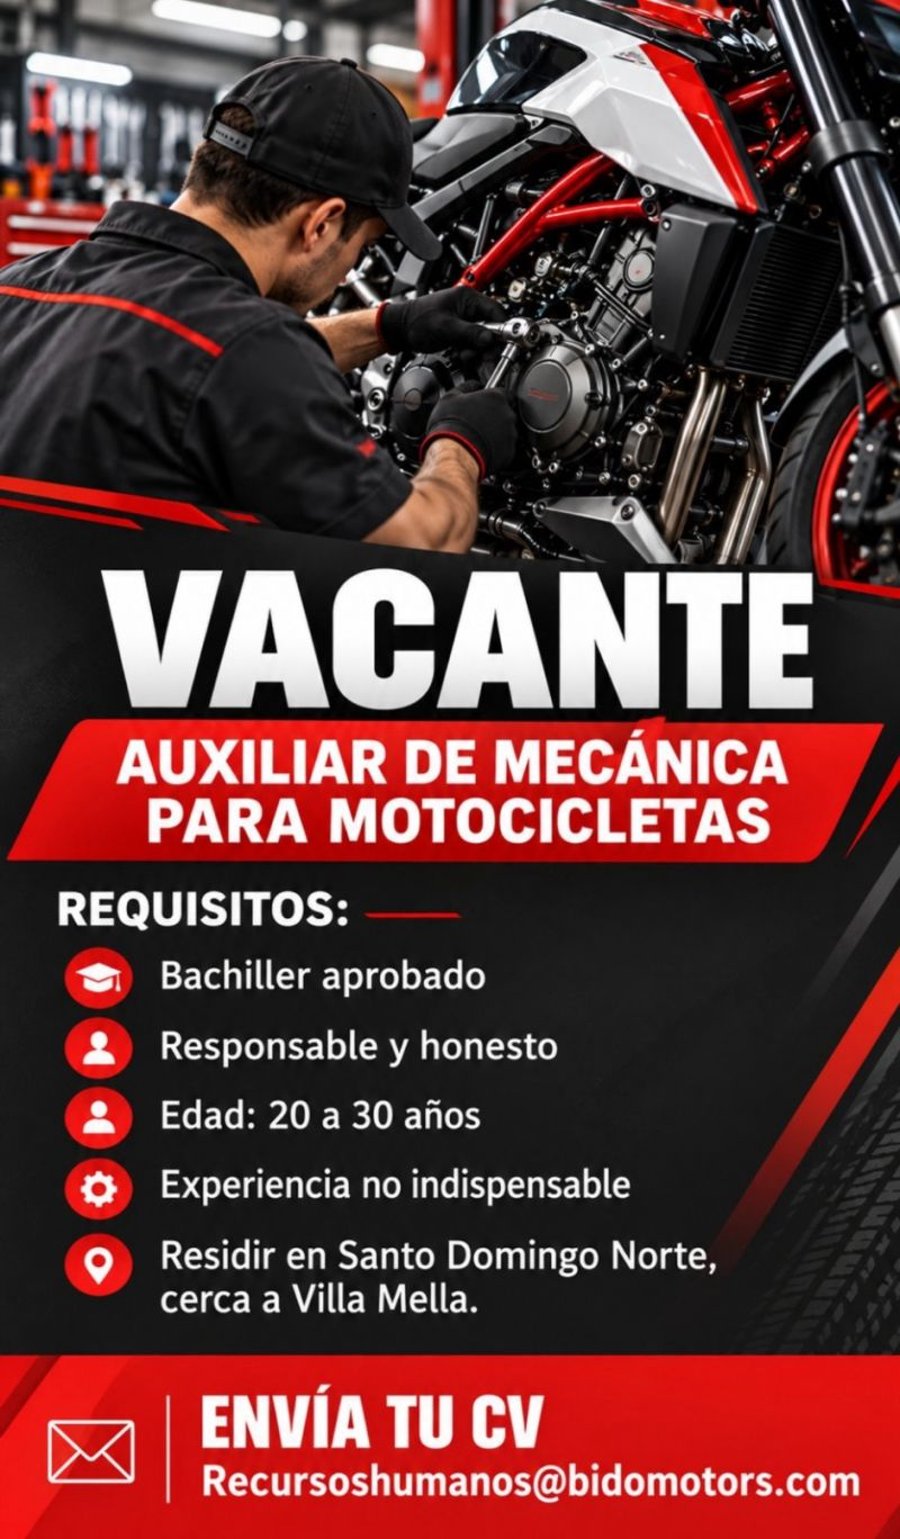 VACANTE
AUXILIAR DE MECÁNICA
PARA MOTOCICLETAS
REQUISITOS:
Bachiller aprobado
Responsable y honesto
Edad: 20 a 30 años
Experiencia no indispensable
Residir en Santo Domingo Norte,
cerca a Villa Mella.
ENVÍA TU CV
Recursoshumanos@bidomotors.com